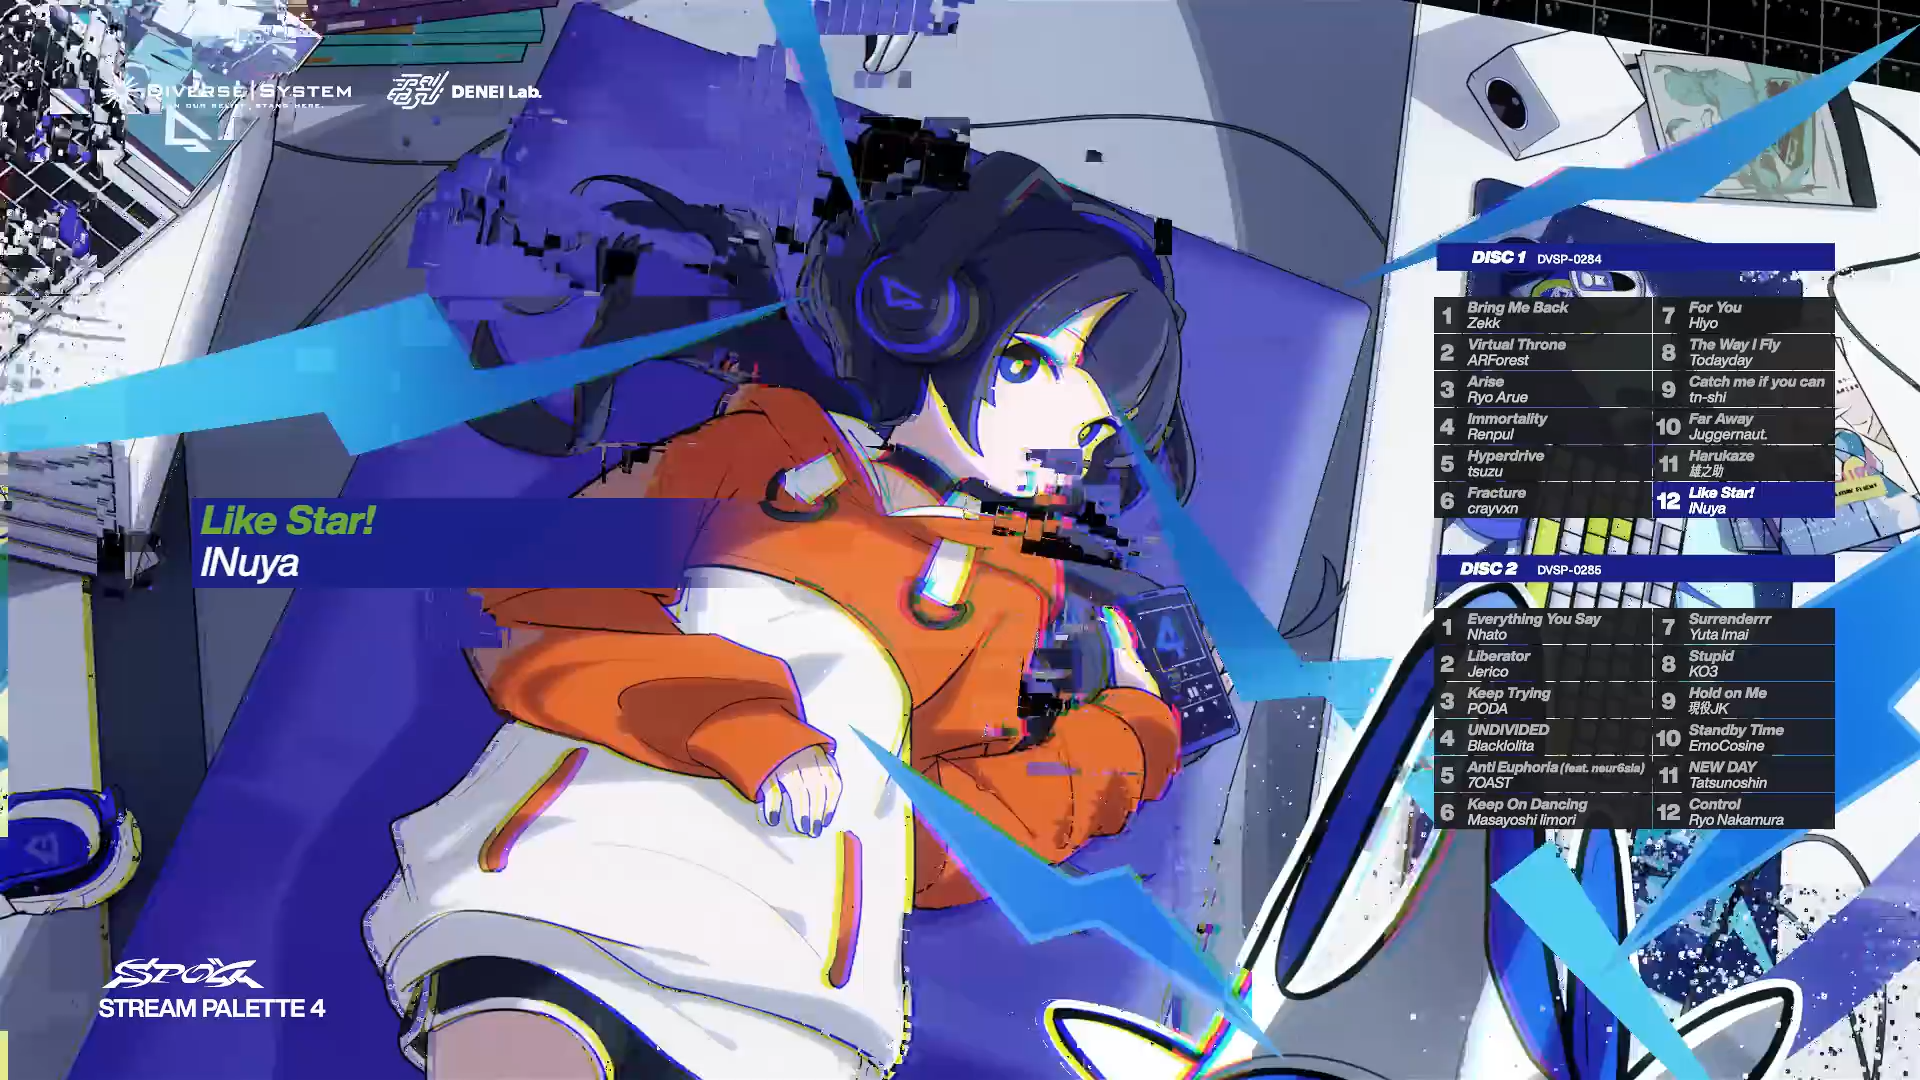 DIVERSE SYSTEM
DENEI Lab.
DISC 1 DVSP-0284
1 Bring Me Back
Zekk
2 Virtual Throne
ARForest
3 Arise
Ryo Arue
4 Immortality
Renpul
5 Hyperdrive
tsuzu
6 Fracture
crayvxn
7 For You
Hiyo
8 The Way I Fly
Todayday
9 Catch me if you can
tn-shi
10 Far Away
Juggernaut.
11 Harukaze
雄之助
12 Like Star!
INuya
Like Star!
INuya
DISC 2 DVSP-0285
1 Everything You Say
Nhato
2 Liberator
Jerico
3 Keep Trying
PODA
4 UNDIVIDED
Blacklolita
5 Anti Euphoria (feat. neur6sia)
7OAST
6 Keep On Dancing
Masayoshi Iimori
7 Surrenderrr
Yuta Imai
8 Stupid
KO3
9 Hold on Me
現役JK
10 Standby Time
EmoCosine
11 NEW DAY
Tatsunoshin
12 Control
Ryo Nakamura
STREAM PALETTE 4